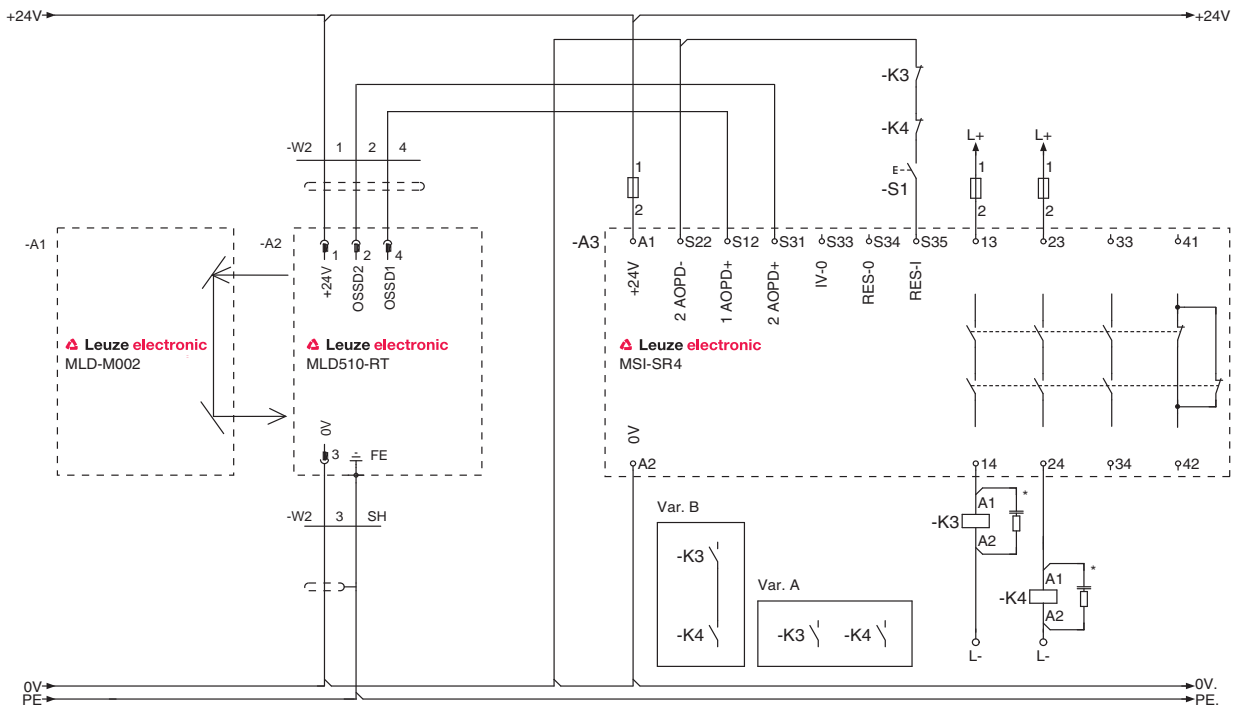 +24V +24V
-K3
-K4
L+ L+
-W2 1 2 4
E
-S1
1 1 1
2 2 2
-A1 -A2 -A3
1 2 4
A1 S22 S12 S31 S33 S34 S35 13 23 33 41
+24V OSSD2 OSSD1
+24V 2 AOPD- 1 AOPD+ 2 AOPD+ IV-0 RES-0 RES-I
Leuze electronic
MLD-M002
Leuze electronic
MLD510-RT
Leuze electronic
MSI-SR4
0V
3 FE
0V
A2 14 24 34 42
-W2 3 SH
Var. B
-K3
-K4
Var. A
-K3 -K4
A1 *
-K3
A2
A1 *
-K4
A2
L- L-
0V 0V.
PE PE.